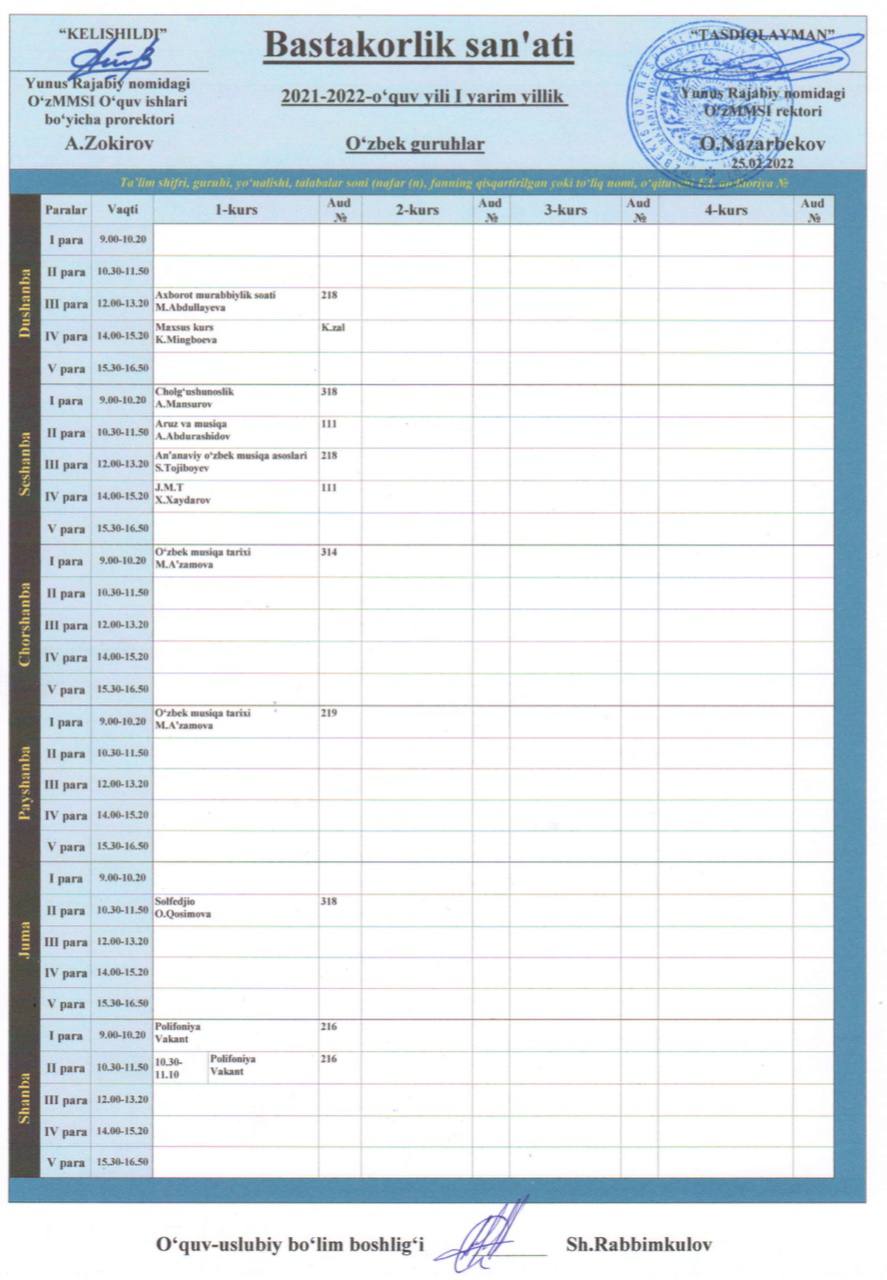 “KELISHILDI”
Yunus Rajabiy nomidagi
O‘zMMSI O‘quv ishlari
bo‘yicha prorektori
A.Zokirov
Bastakorlik san'ati
2021-2022-o‘quv yili I yarim yillik
O‘zbek guruhlar
“TASDIQLAYMAN”
Yunus Rajabiy nomidagi
O‘zMMSI rektori
O.Nazarbekov
25.02.2022
Ta’lim shifri, guruhi, yo‘nalishi, talabalar soni (nafar (n), fanning qisqartirilgan yoki to‘liq nomi, o‘qituvchi F.I. auditoriya №
Paralar Vaqti 1-kurs Aud № 2-kurs Aud № 3-kurs Aud № 4-kurs Aud №
Dushanba
I para 9.00-10.20
II para 10.30-11.50
III para 12.00-13.20 Axborot murabbiylik soati 218
M.Abdullayeva
IV para 14.00-15.20 Maxsus kurs K.zal
K.Mingboeva
V para 15.30-16.50
Seshanba
I para 9.00-10.20 Cholg‘ushunoslik 318
A.Mansurov
II para 10.30-11.50 Aruz va musiqa 111
A.Abdurashidov
III para 12.00-13.20 An’anaviy o‘zbek musiqa asoslari 218
S.Tojiboyev
IV para 14.00-15.20 J.M.T 111
X.Xaydarov
V para 15.30-16.50
Chorshanba
I para 9.00-10.20 O‘zbek musiqa tarixi 314
M.A’zamova
II para 10.30-11.50
III para 12.00-13.20
IV para 14.00-15.20
V para 15.30-16.50
Payshanba
I para 9.00-10.20 O‘zbek musiqa tarixi 219
M.A’zamova
II para 10.30-11.50
III para 12.00-13.20
IV para 14.00-15.20
V para 15.30-16.50
Juma
I para 9.00-10.20
II para 10.30-11.50 Solfedjio 318
O.Qosimova
III para 12.00-13.20
IV para 14.00-15.20
V para 15.30-16.50
Shanba
I para 9.00-10.20 Polifoniya 216
Vakant
II para 10.30-11.50 10.30-11.10 Polifoniya 216
Vakant
III para 12.00-13.20
IV para 14.00-15.20
V para 15.30-16.50
O‘quv-uslubiy bo‘lim boshlig‘i Sh.Rabbimkulov